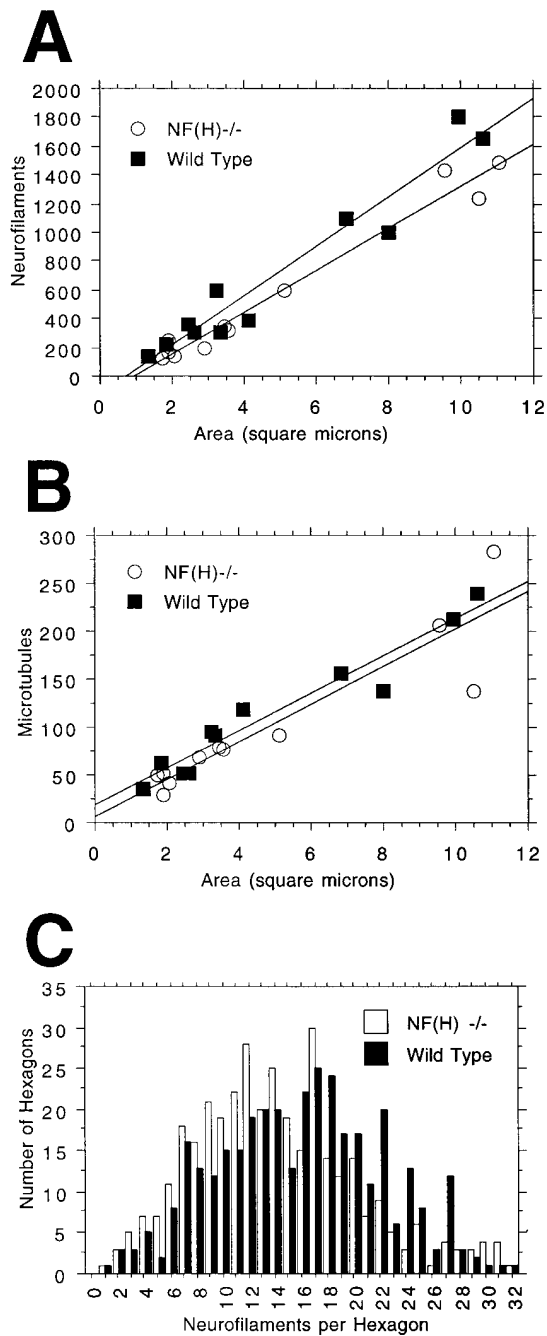 A
2000
1800
1600
1400
1200
1000
800
600
400
200
0
Neurofilaments
NF(H)-/-
Wild Type
0 2 4 6 8 10 12
Area (square microns)
B
300
250
200
150
100
50
0
Microtubules
NF(H)-/-
Wild Type
0 2 4 6 8 10 12
Area (square microns)
C
35
30
25
20
15
10
5
0
Number of Hexagons
NF(H) -/-
Wild Type
0 2 4 6 8 10 12 14 16 18 20 22 24 26 28 30 32
Neurofilaments per Hexagon